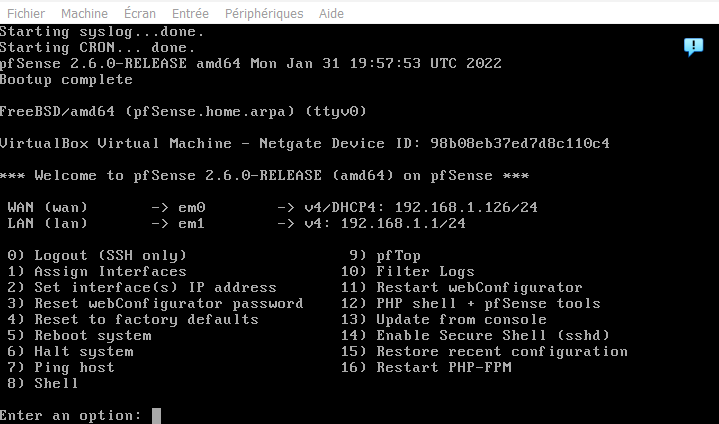 Fichier Machine Écran Entrée Périphériques Aide
Starting syslog...done.
Starting CRON... done.
pfSense 2.6.0-RELEASE amd64 Mon Jan 31 19:57:53 UTC 2022
Bootup complete
FreeBSD/amd64 (pfSense.home.arpa) (ttyv0)
VirtualBox Virtual Machine - Netgate Device ID: 98b08eb37ed7d8c110c4
*** Welcome to pfSense 2.6.0-RELEASE (amd64) on pfSense ***
WAN (wan) -> em0 -> v4/DHCP4: 192.168.1.126/24
LAN (lan) -> em1 -> v4: 192.168.1.1/24
0) Logout (SSH only) 9) pfTop
1) Assign Interfaces 10) Filter Logs
2) Set interface(s) IP address 11) Restart webConfigurator
3) Reset webConfigurator password 12) PHP shell + pfSense tools
4) Reset to factory defaults 13) Update from console
5) Reboot system 14) Enable Secure Shell (sshd)
6) Halt system 15) Restore recent configuration
7) Ping host 16) Restart PHP-FPM
8) Shell
Enter an option: